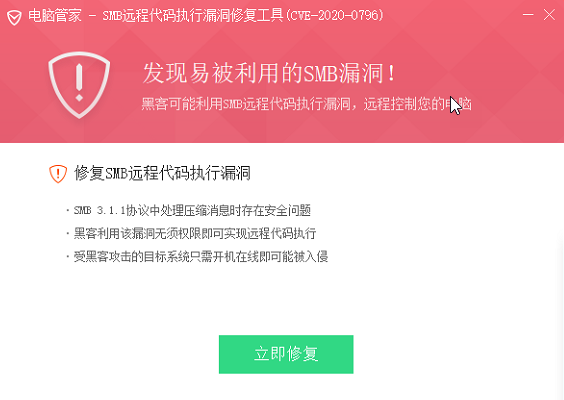 电脑管家 - SMB远程代码执行漏洞修复工具(CVE-2020-0796)
发现易被利用的SMB漏洞!
黑客可能利用SMB远程代码执行漏洞，远程控制您的电脑
修复SMB远程代码执行漏洞
· SMB 3.1.1协议中处理压缩消息时存在安全问题
· 黑客利用该漏洞无须权限即可实现远程代码执行
· 受黑客攻击的目标系统只需开机在线即可能被入侵
立即修复